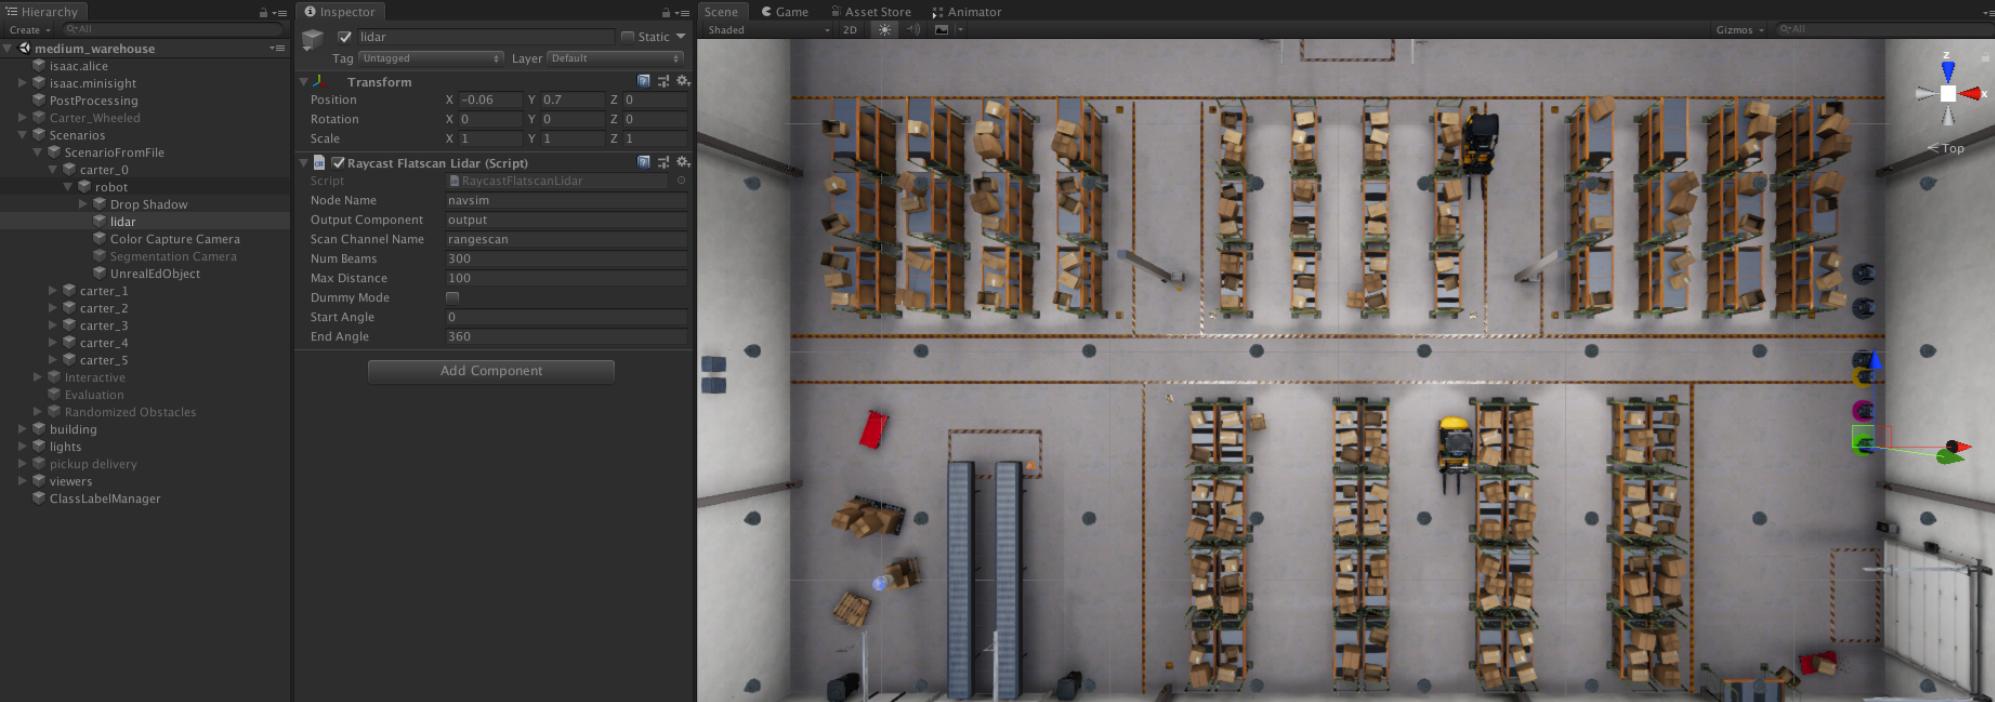 Hierarchy
Create
All
medium_warehouse
isaac.alice
isaac.minisight
PostProcessing
Carter_Wheeled
Scenarios
ScenarioFromFile
carter_0
robot
Drop Shadow
lidar
Color Capture Camera
Segmentation Camera
UnrealEdObject
carter_1
carter_2
carter_3
carter_4
carter_5
Interactive
Evaluation
Randomized Obstacles
building
lights
pickup delivery
viewers
ClassLabelManager
Inspector
lidar Static
Tag Untagged Layer Default
Transform
Position X -0.06 Y 0.7 Z 0
Rotation X 0 Y 0 Z 0
Scale X 1 Y 1 Z 1
Raycast Flatscan Lidar (Script)
Script RaycastFlatscanLidar
Node Name navsim
Output Component output
Scan Channel Name rangescan
Num Beams 300
Max Distance 100
Dummy Mode
Start Angle 0
End Angle 360
Add Component
Scene Game Asset Store Animator
Shaded 2D Gizmos All
z
x
Top